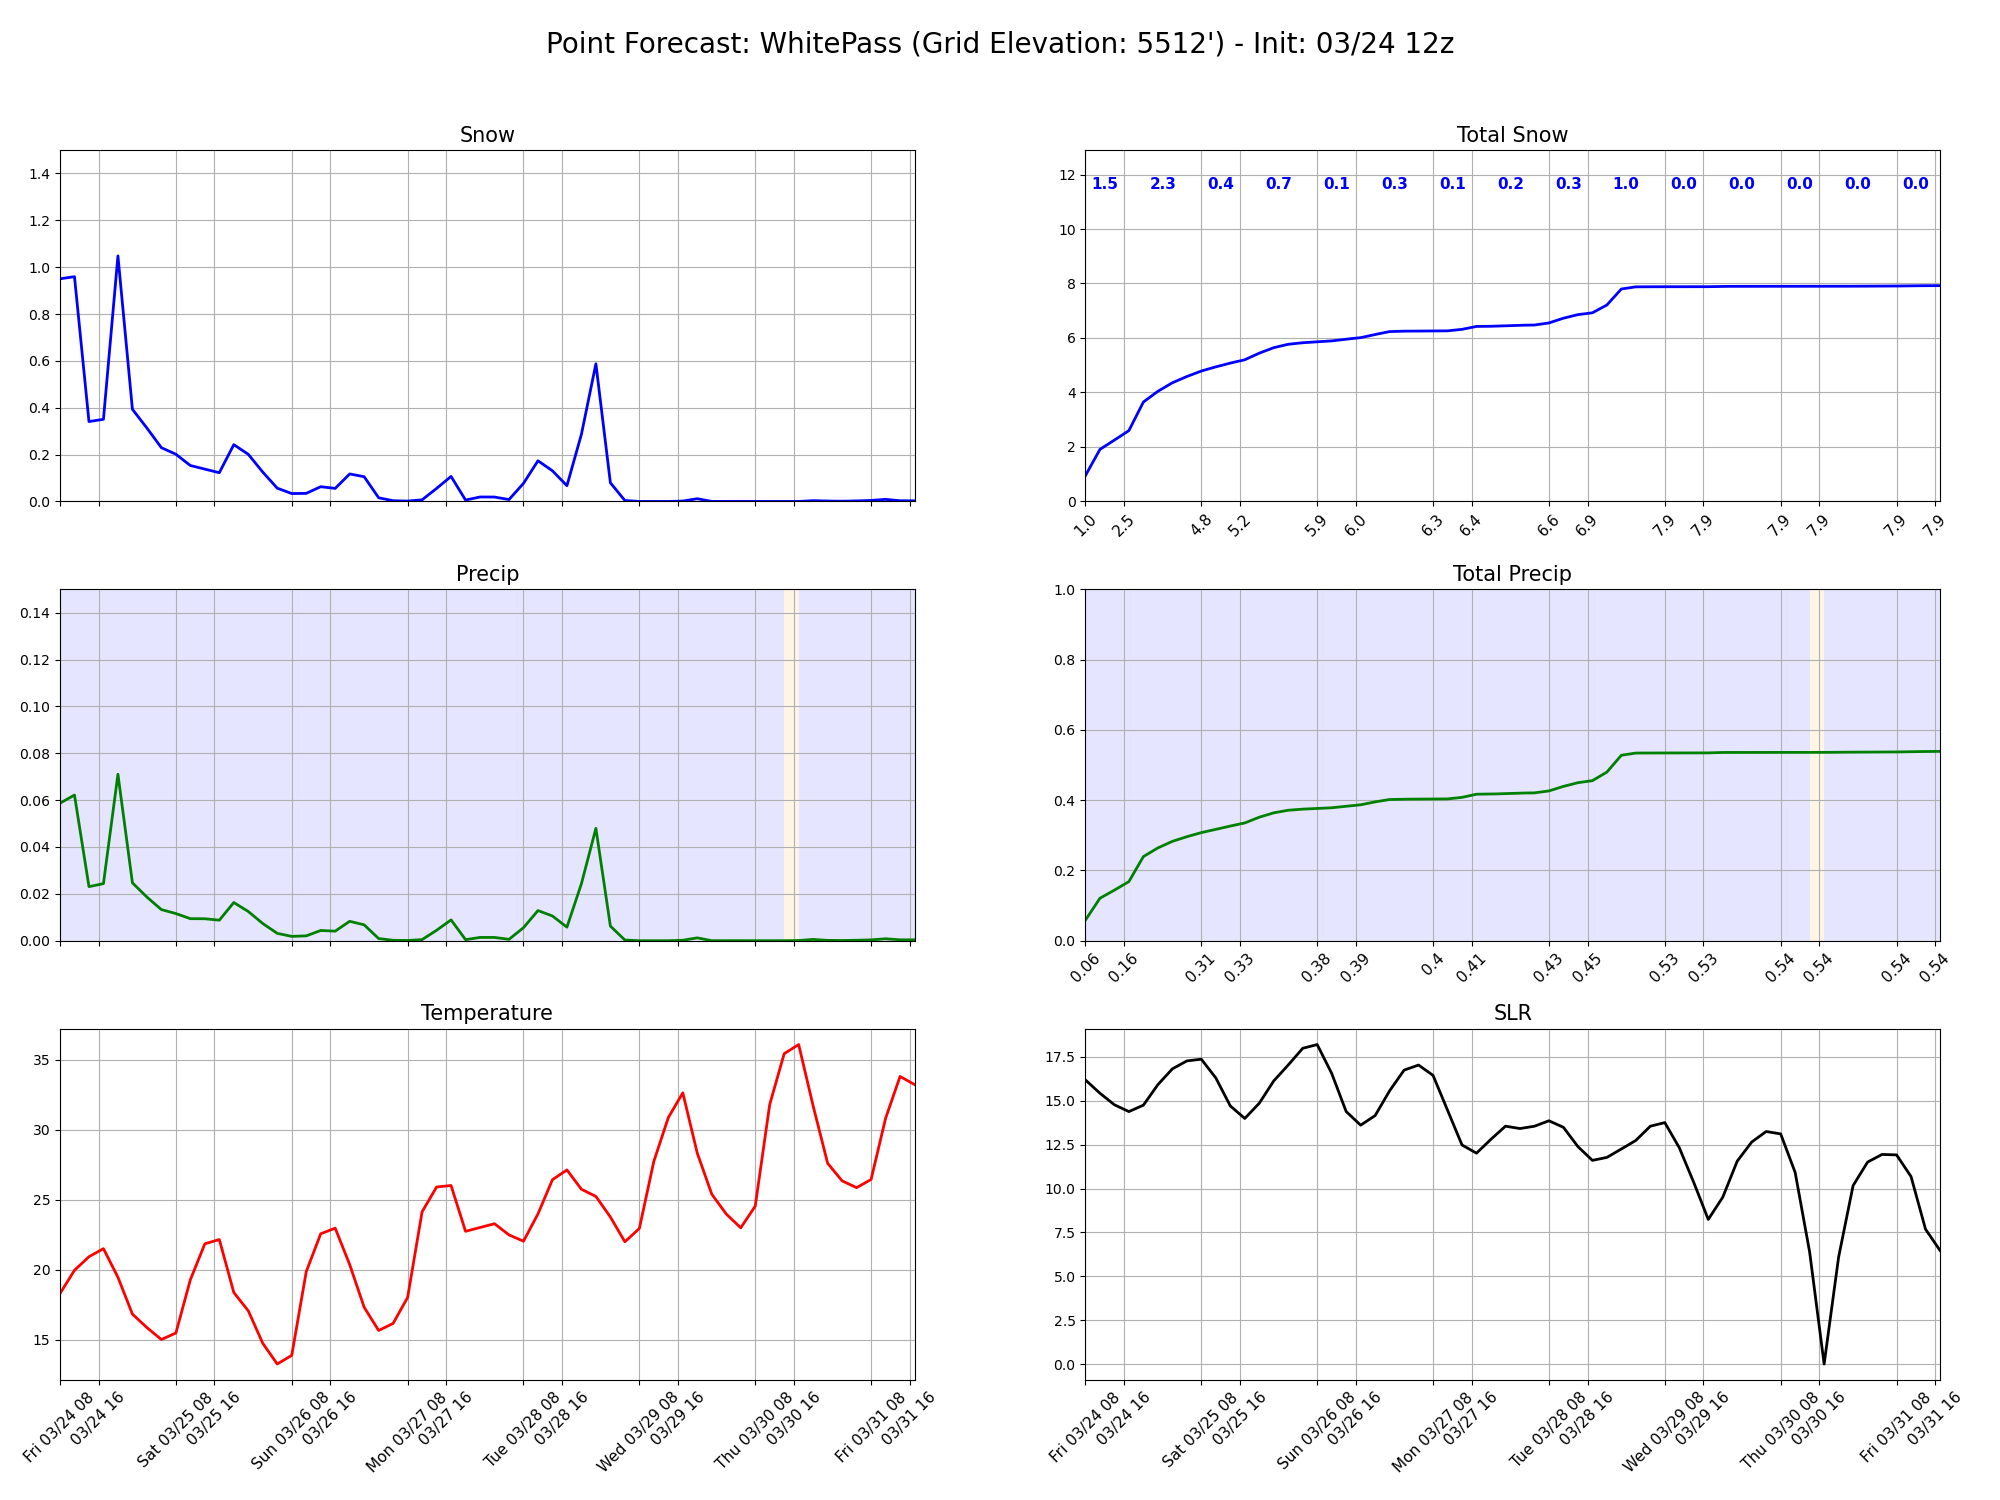 Point Forecast: WhitePass (Grid Elevation: 5512') - Init: 03/24 12z
Snow
1.4
1.2
1.0
0.8
0.6
0.4
0.2
0.0
Total Snow
12
10
8
6
4
2
0
1.5 2.3 0.4 0.7 0.1 0.3 0.1 0.2 0.3 1.0 0.0 0.0 0.0 0.0 0.0
1.0 2.5 4.8 5.2 5.9 6.0 6.3 6.4 6.6 6.9 7.9 7.9 7.9 7.9 7.9 7.9
Precip
0.14
0.12
0.10
0.08
0.06
0.04
0.02
0.00
Total Precip
1.0
0.8
0.6
0.4
0.2
0.0
0.06 0.16 0.31 0.33 0.38 0.39 0.4 0.41 0.43 0.45 0.53 0.53 0.54 0.54 0.54 0.54
Temperature
35
30
25
20
15
Fri 03/24 08
03/24 16
Sat 03/25 08
03/25 16
Sun 03/26 08
03/26 16
Mon 03/27 08
03/27 16
Tue 03/28 08
03/28 16
Wed 03/29 08
03/29 16
Thu 03/30 08
03/30 16
Fri 03/31 08
03/31 16
SLR
17.5
15.0
12.5
10.0
7.5
5.0
2.5
0.0
Fri 03/24 08
03/24 16
Sat 03/25 08
03/25 16
Sun 03/26 08
03/26 16
Mon 03/27 08
03/27 16
Tue 03/28 08
03/28 16
Wed 03/29 08
03/29 16
Thu 03/30 08
03/30 16
Fri 03/31 08
03/31 16